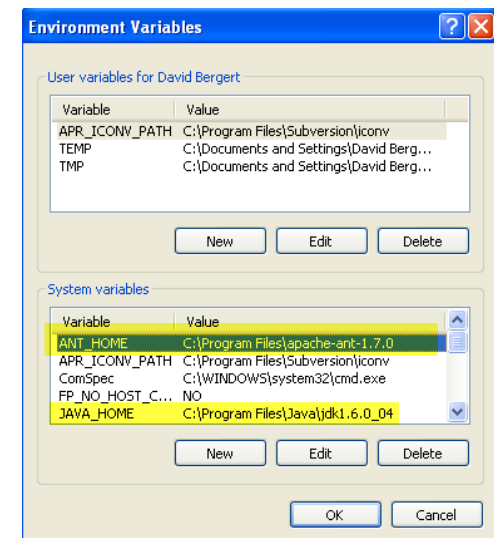 Environment Variables
User variables for David Bergert
Variable Value
APR_ICONV_PATH C:\Program Files\Subversion\iconv
TEMP C:\Documents and Settings\David Berg...
TMP C:\Documents and Settings\David Berg...
New Edit Delete
System variables
Variable Value
ANT_HOME C:\Program Files\apache-ant-1.7.0
APR_ICONV_PATH C:\Program Files\Subversion\iconv
ComSpec C:\WINDOWS\system32\cmd.exe
FP_NO_HOST_C... NO
JAVA_HOME C:\Program Files\Java\jdk1.6.0_04
New Edit Delete
OK Cancel